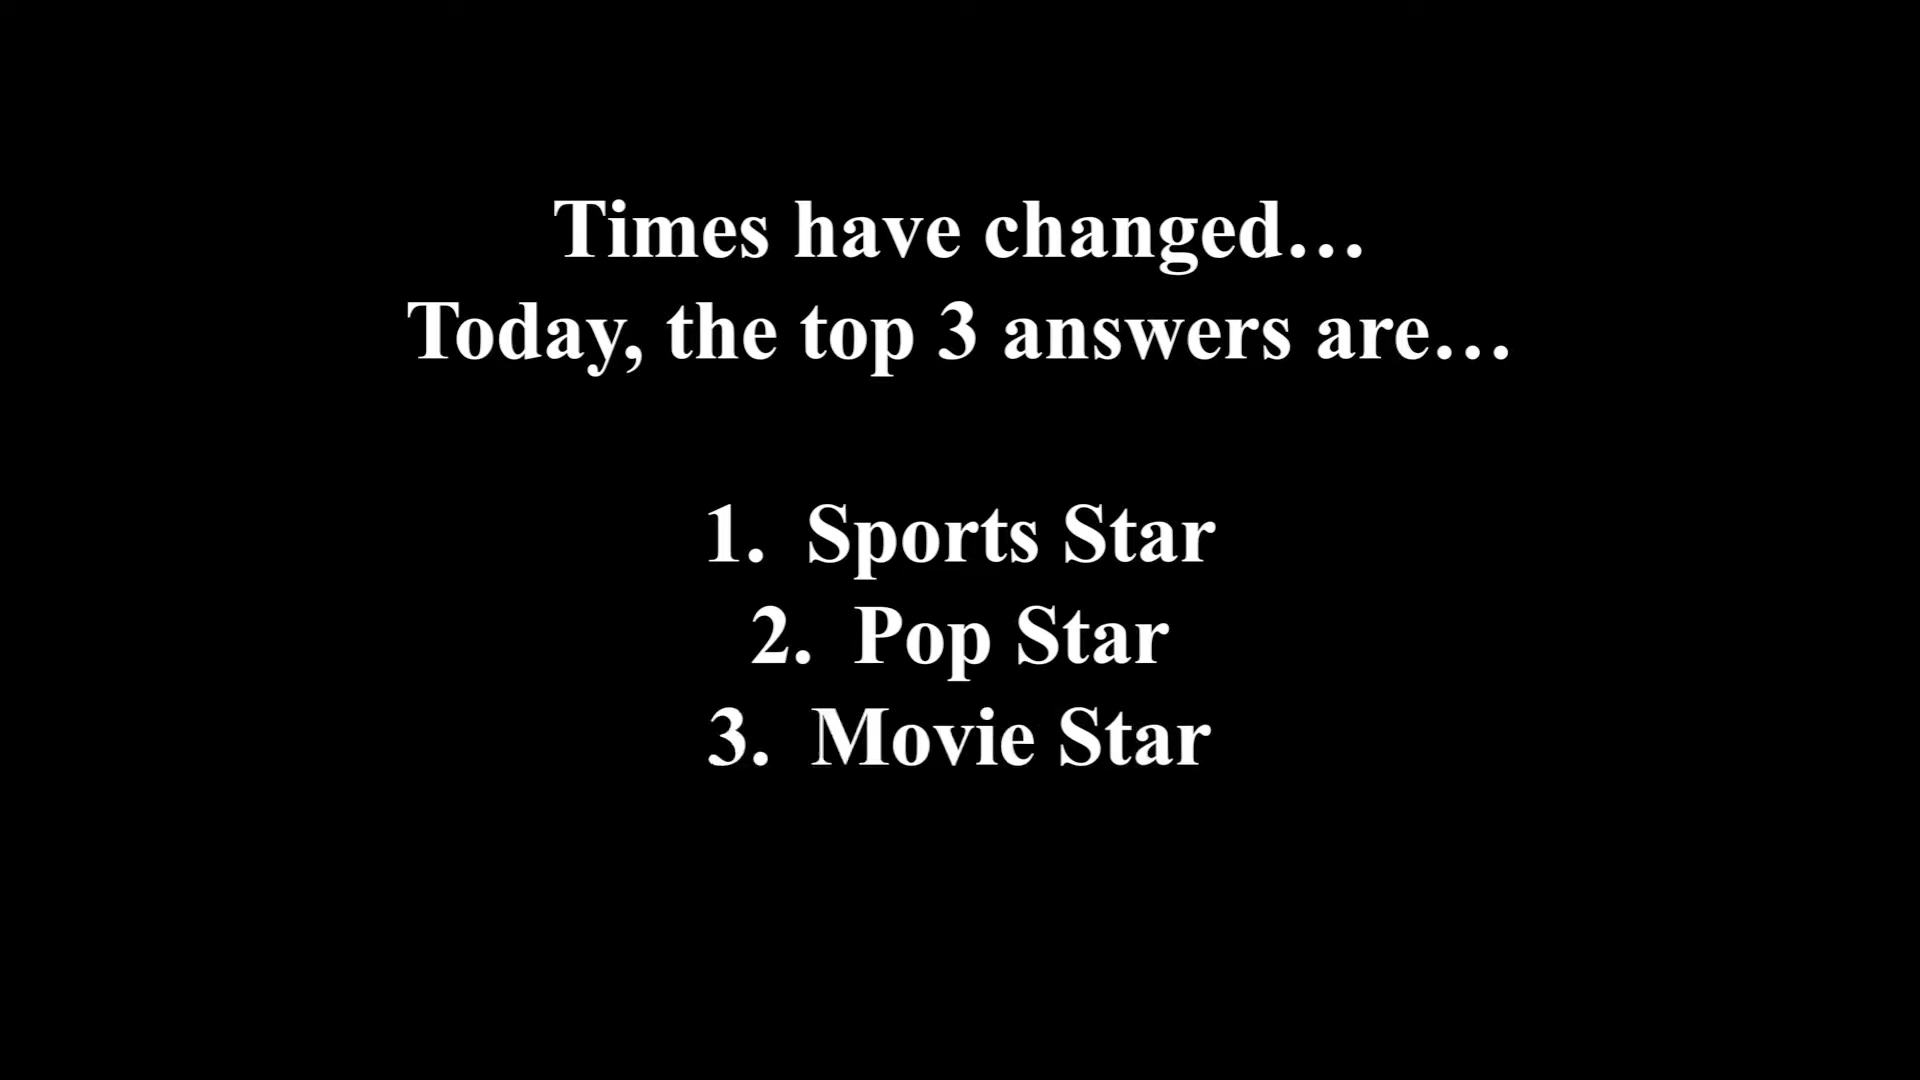 Times have changed…
Today, the top 3 answers are…
1. Sports Star
2. Pop Star
3. Movie Star